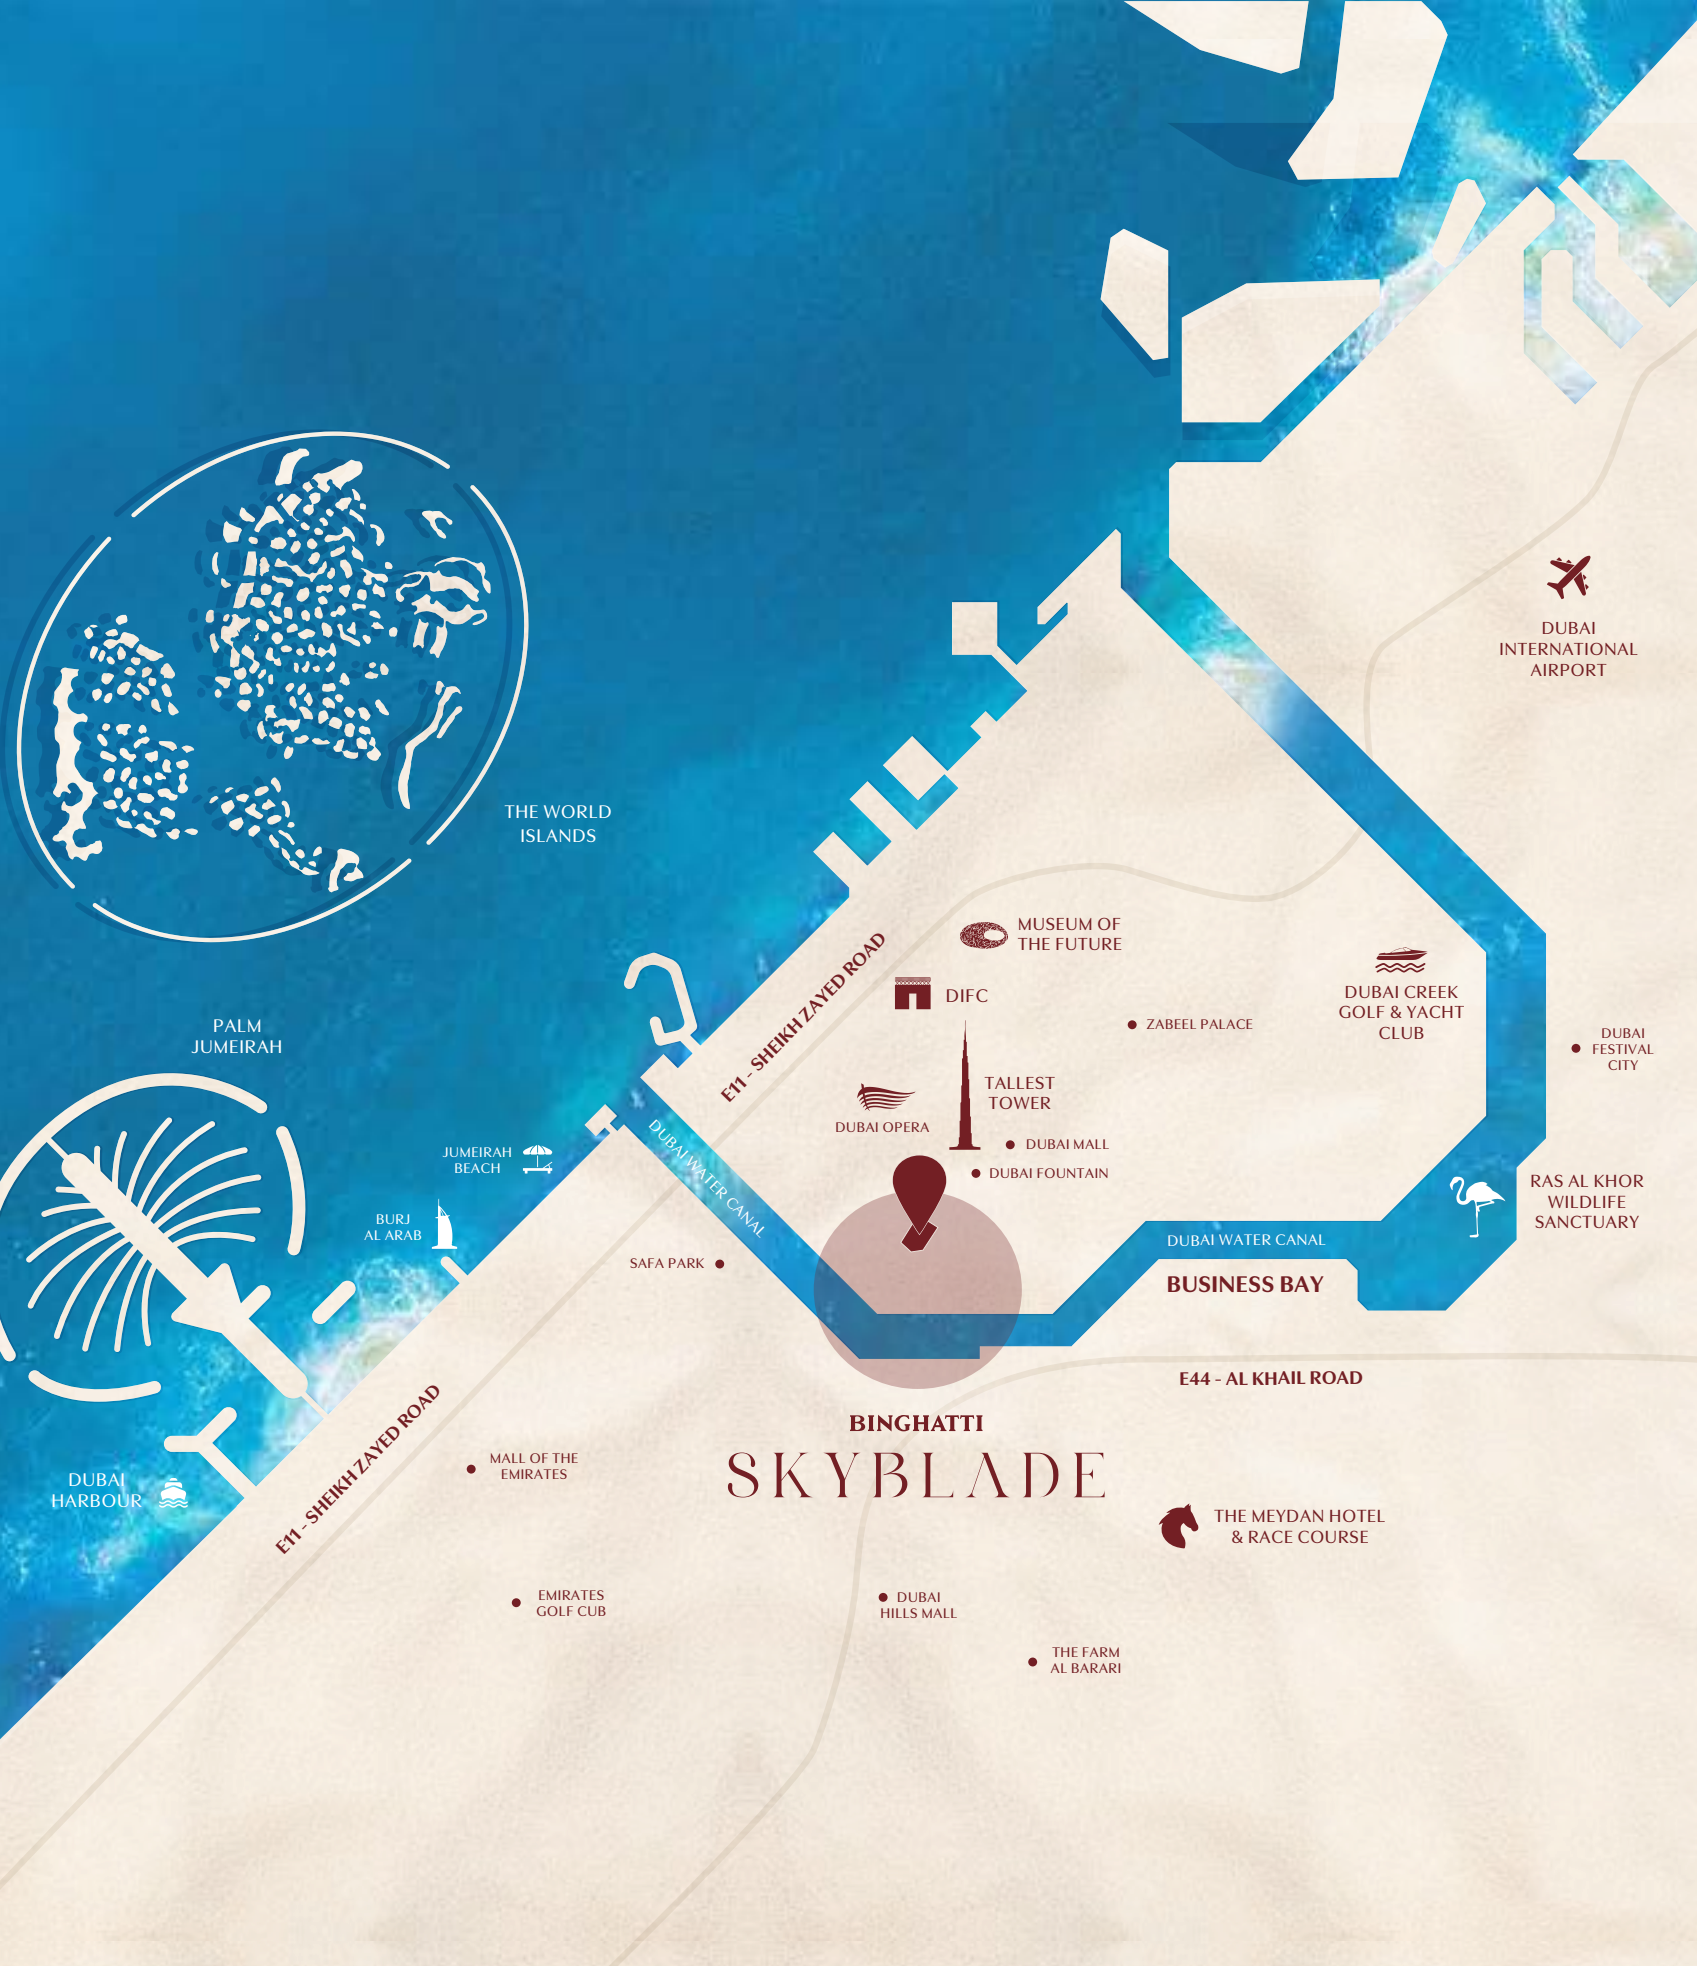 DUBAI
INTERNATIONAL
AIRPORT
THE WORLD
ISLANDS
MUSEUM OF
THE FUTURE
E11 - SHEIKH ZAYED ROAD
DIFC
DUBAI CREEK
GOLF & YACHT
CLUB
ZABEEL PALACE
DUBAI
FESTIVAL
CITY
PALM
JUMEIRAH
TALLEST
TOWER
DUBAI OPERA
DUBAI MALL
DUBAI FOUNTAIN
JUMEIRAH
BEACH
DUBAI WATER CANAL
RAS AL KHOR
WILDLIFE
SANCTUARY
BURJ
AL ARAB
SAFA PARK
DUBAI WATER CANAL
BUSINESS BAY
E44 - AL KHAIL ROAD
E11 - SHEIKH ZAYED ROAD
BINGHATTI
SKYBLADE
MALL OF THE
EMIRATES
DUBAI
HARBOUR
THE MEYDAN HOTEL
& RACE COURSE
EMIRATES
GOLF CUB
DUBAI
HILLS MALL
THE FARM
AL BARARI